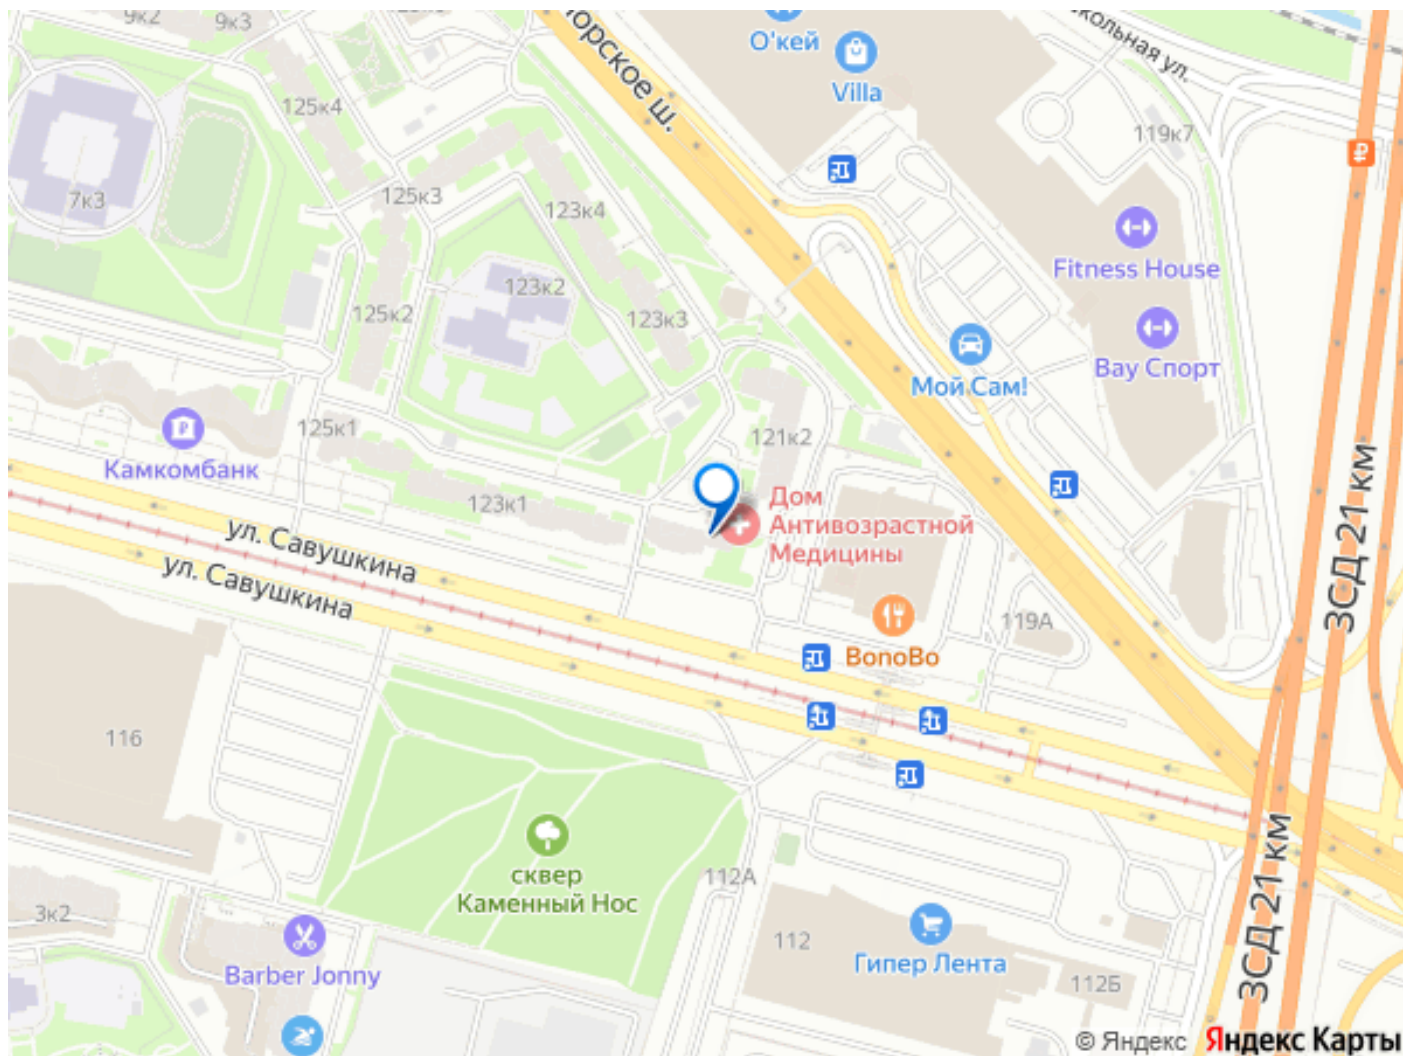 9к2
9к3
О'кей
Villa
кольная ул.
орское ш.
125к4
119к7
7к3
125к3
123к4
Fitness House
123к2
125к2
123к3
Вау Спорт
Мой Сам!
125к1
121к2
Камкомбанк
123к1
Дом
Антивозрастной
Медицины
ЗСД 21 км
ул. Савушкина
ул. Савушкина
119А
BonoBo
116
сквер
Каменный Нос
112А
3к2
112
Barber Jonny
Гипер Лента
112Б
ЗСД 21 км
© Яндекс Яндекс Карты